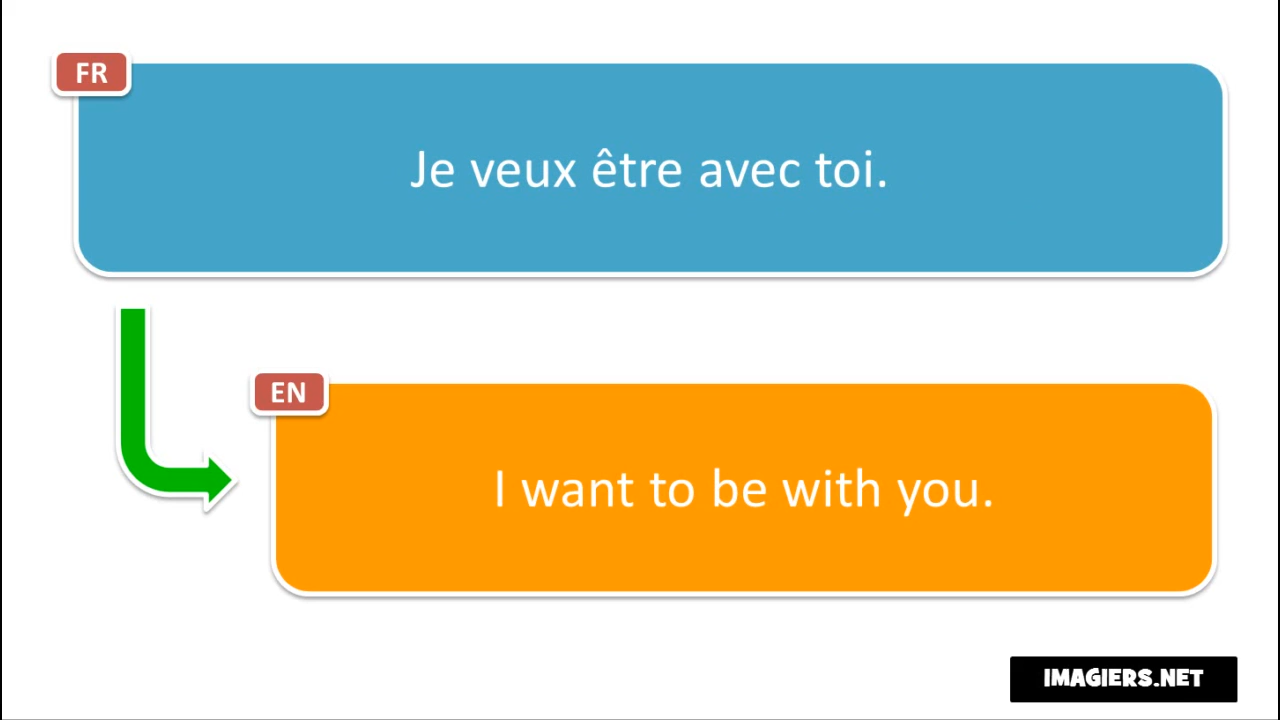 FR
Je veux être avec toi.
EN
I want to be with you.
IMAGIERS.NET